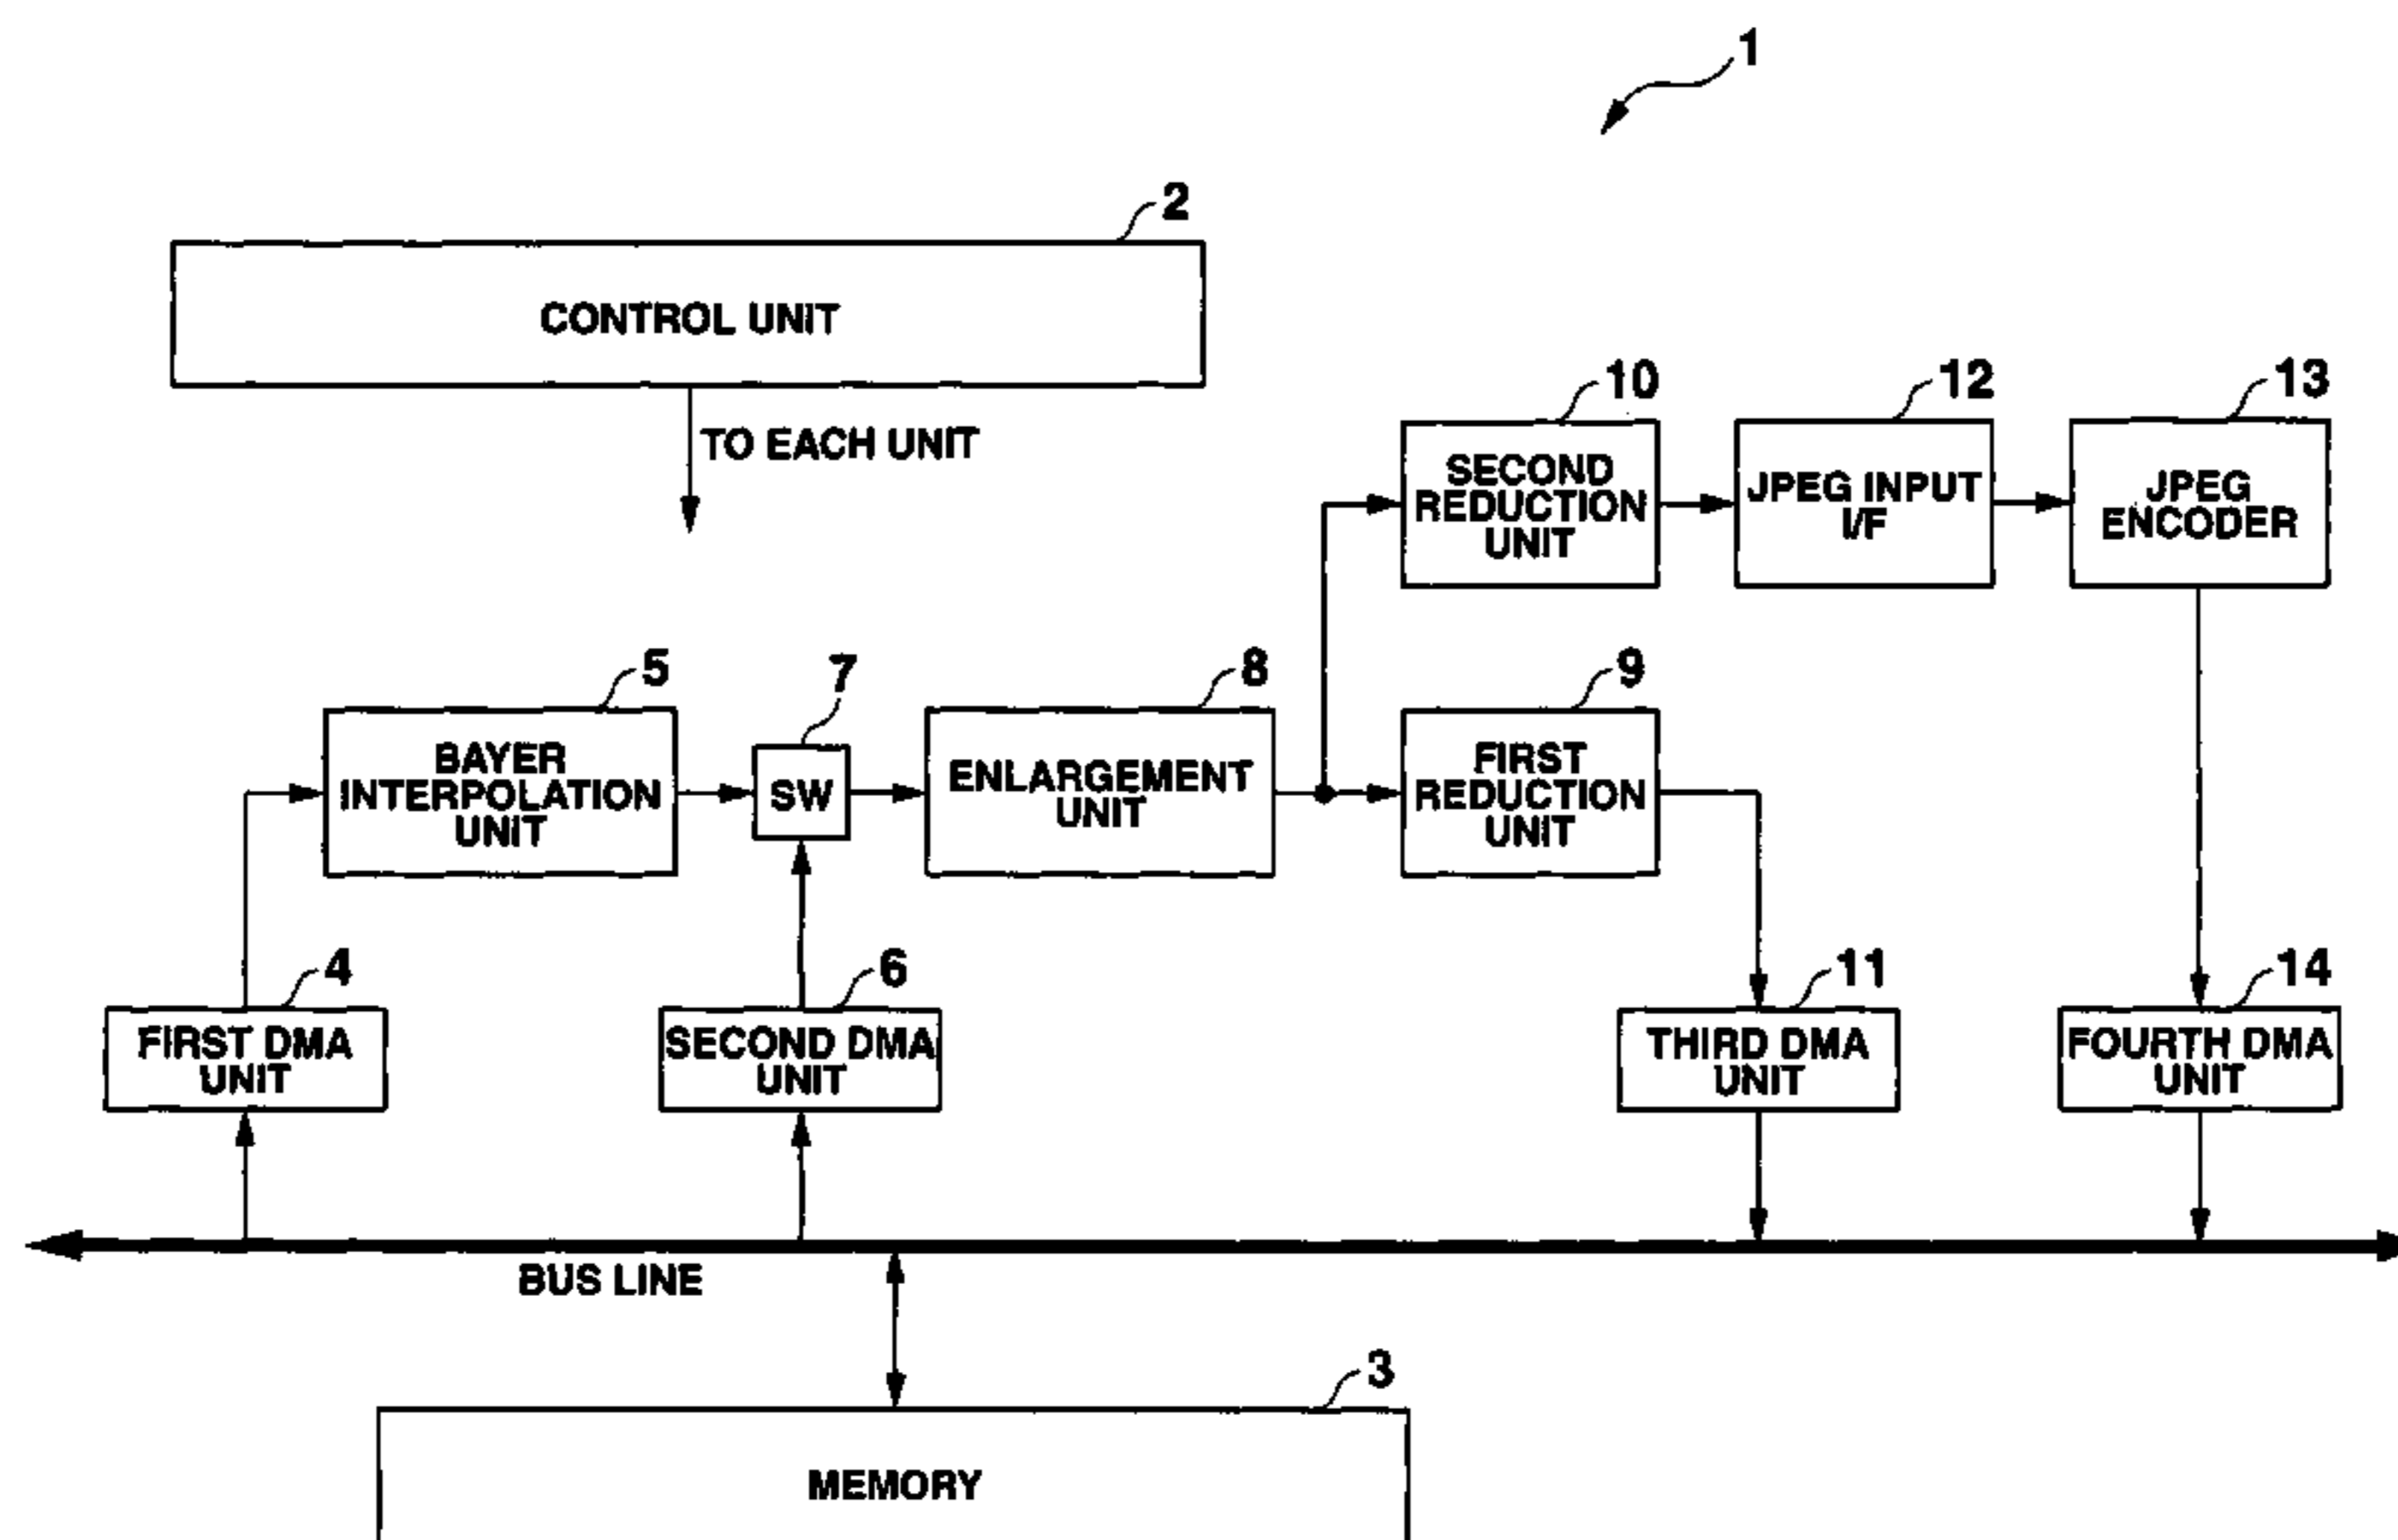 1
2
CONTROL UNIT
TO EACH UNIT
10
SECOND
REDUCTION
UNIT
12
JPEG INPUT
I/F
13
JPEG
ENCODER
5
BAYER
INTERPOLATION
UNIT
7
SW
8
ENLARGEMENT
UNIT
9
FIRST
REDUCTION
UNIT
4
FIRST DMA
UNIT
6
SECOND DMA
UNIT
11
THIRD DMA
UNIT
14
FOURTH DMA
UNIT
BUS LINE
3
MEMORY